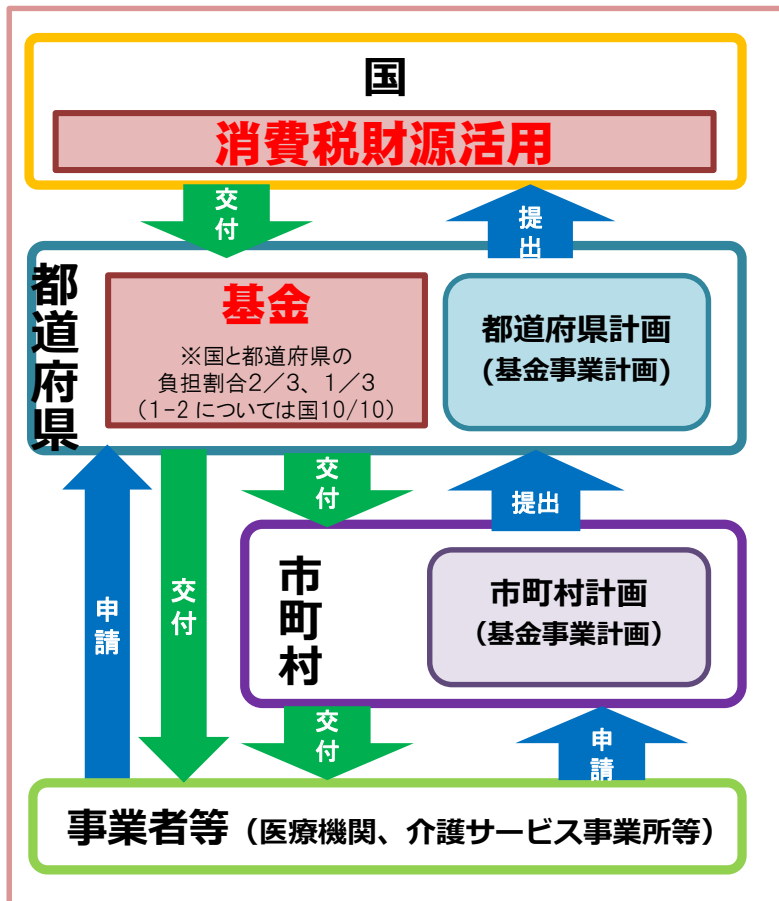 国
消費税財源活用
交付
提出
都道府県
基金
※国と都道府県の
負担割合2/3、1/3
(1-2 については国10/10)
都道府県計画
(基金事業計画)
交付
提出
申請
交付
市町村
市町村計画
(基金事業計画)
交付
申請
事業者等(医療機関、介護サービス事業所等)